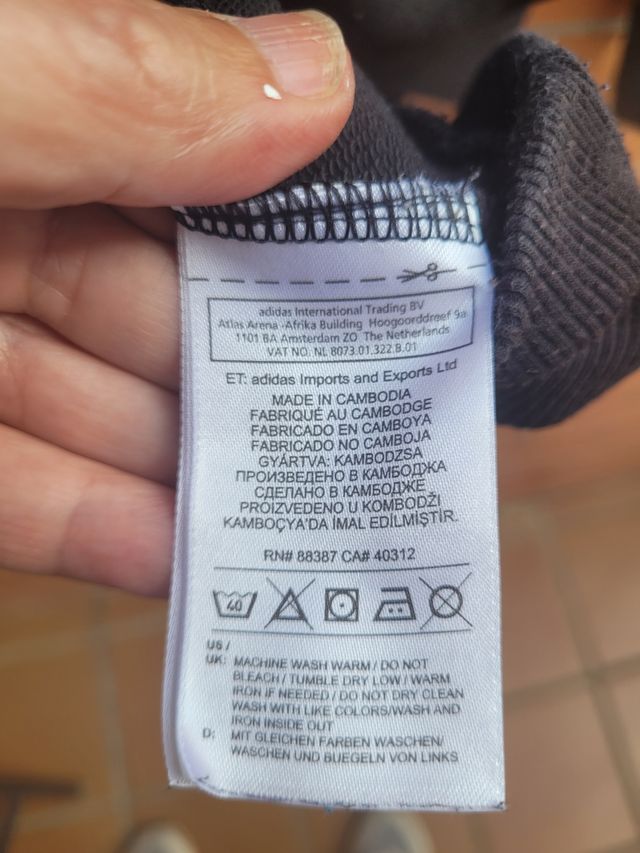 adidas International Trading BV
Atlas Arena -Afrika Building Hoogoorddreef 9a
1101 BA Amsterdam ZO The Netherlands
VAT NO. NL 8073.01.322.B.01
ET: adidas Imports and Exports Ltd
MADE IN CAMBODIA
FABRIQUÉ AU CAMBODGE
FABRICADO EN CAMBOYA
FABRICADO NO CAMBOJA
GYÁRTVA: KAMBODZSA
ПРОИЗВЕДЕНО В КАМБОДЖА
СДЕЛАНО В КАМБОДЖЕ
PROIZVEDENO U KOMBODŽI
KAMBOÇYA'DA İMAL EDİLMİŞTİR.
RN# 88387 CA# 40312
40
US /
UK: MACHINE WASH WARM / DO NOT
BLEACH / TUMBLE DRY LOW / WARM
IRON IF NEEDED / DO NOT DRY CLEAN
WASH WITH LIKE COLORS/WASH AND
IRON INSIDE OUT
D: MIT GLEICHEN FARBEN WASCHEN/
WASCHEN UND BUEGELN VON LINKS